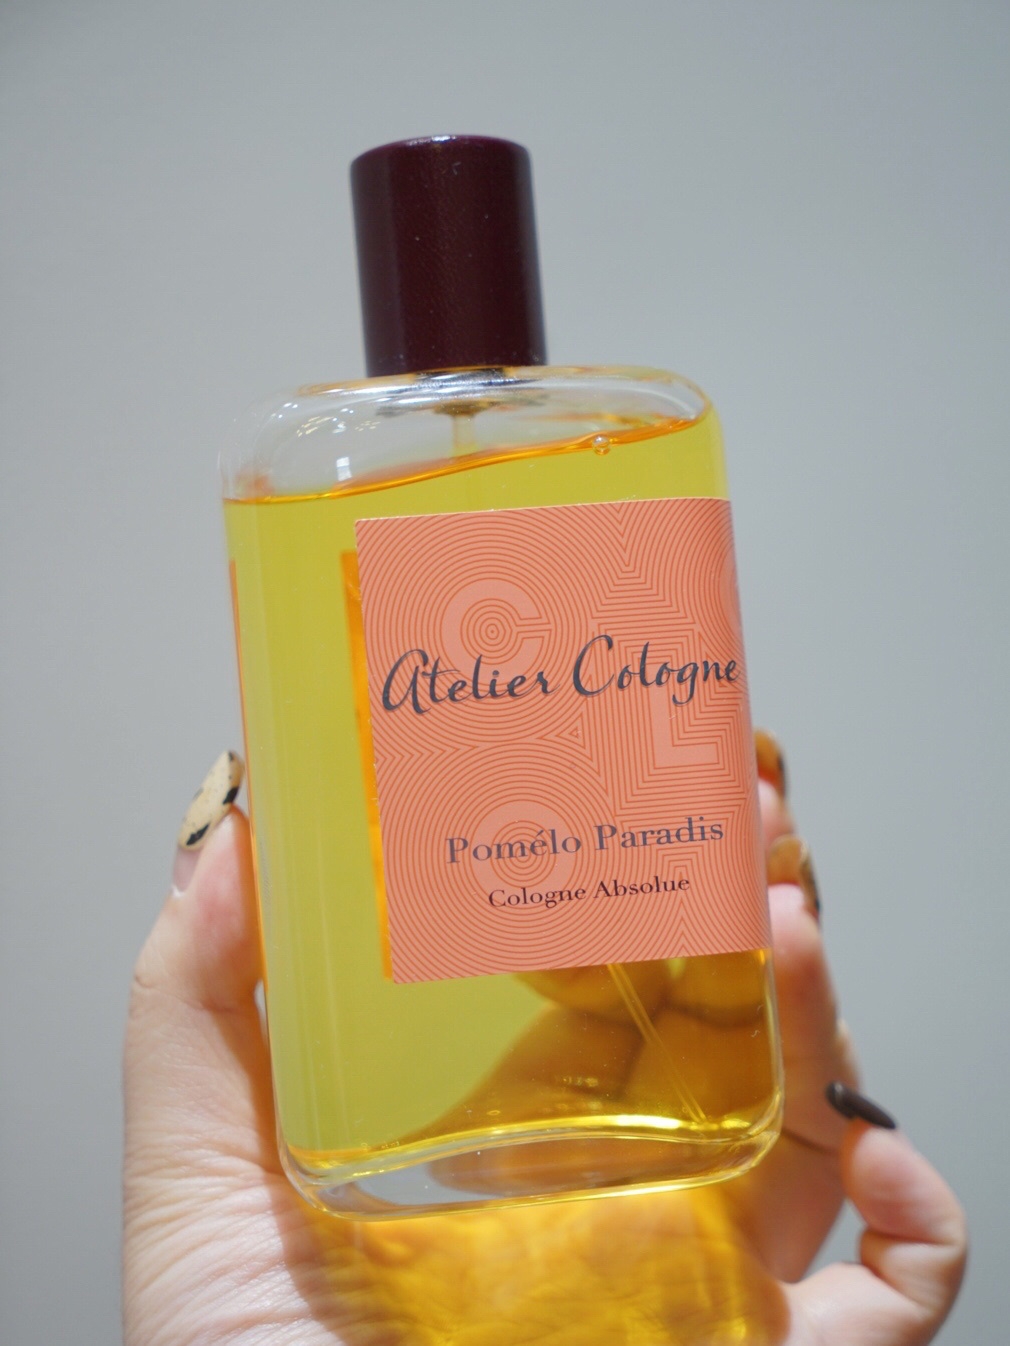 Atelier Cologne
Pomélo Paradis
Cologne Absolue